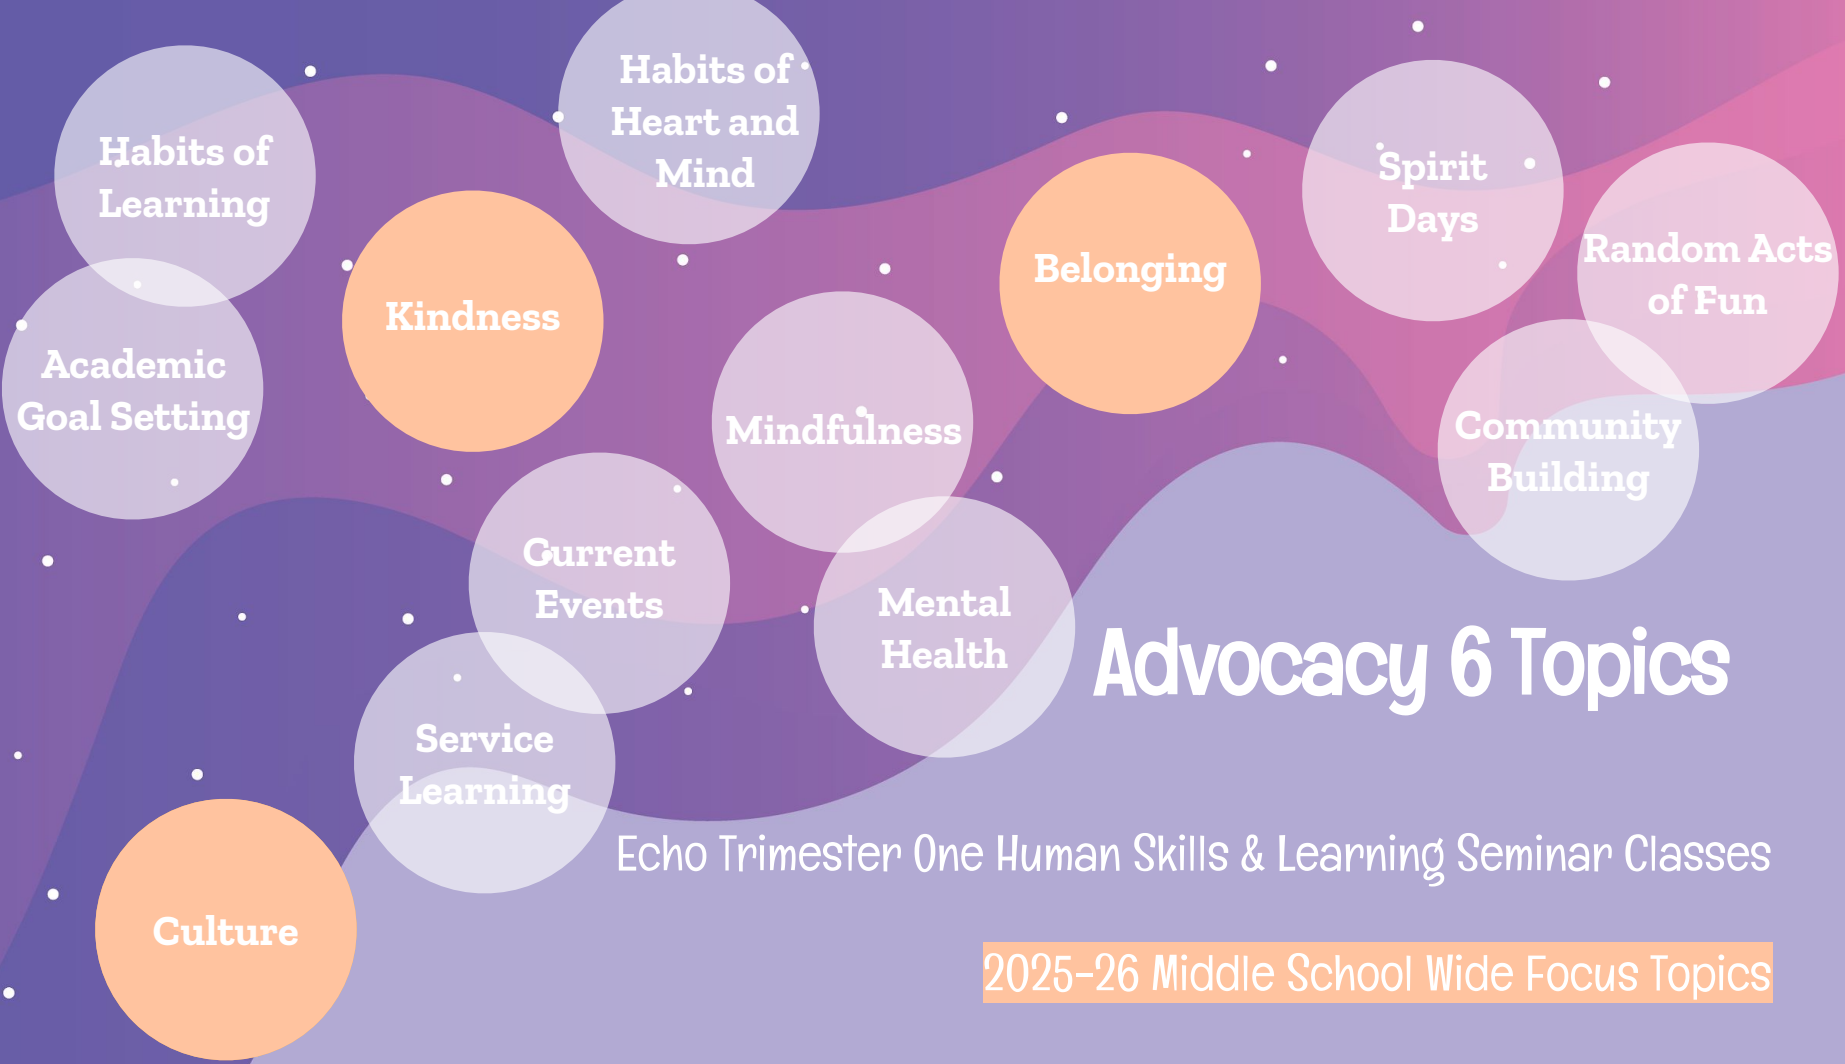 Habits of
Learning
Habits of
Heart and
Mind
Spirit
Days
Random Acts
of Fun
Belonging
Kindness
Academic
Goal Setting
Mindfulness
Community
Building
Current
Events
Mental
Health
Advocacy 6 Topics
Service
Learning
Echo Trimester One Human Skills & Learning Seminar Classes
Culture
2025-26 Middle School Wide Focus Topics